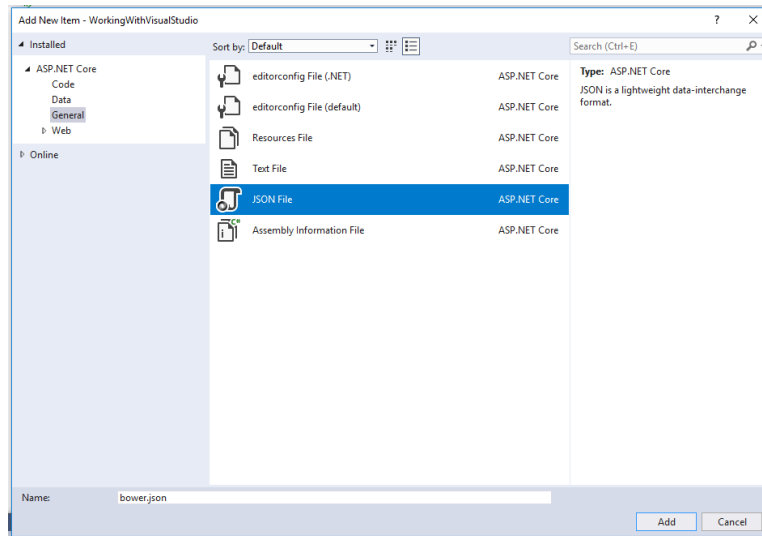 Add New Item - WorkingWithVisualStudio
?
Installed
Sort by: Default
Search (Ctrl+E)
ASP.NET Core
Code
Data
General
Web
Online
editorconfig File (.NET) ASP.NET Core
editorconfig File (default) ASP.NET Core
Resources File ASP.NET Core
Text File ASP.NET Core
JSON File ASP.NET Core
C# Assembly Information File ASP.NET Core
Type: ASP.NET Core
JSON is a lightweight data-interchange
format.
Name: bower.json
Add Cancel